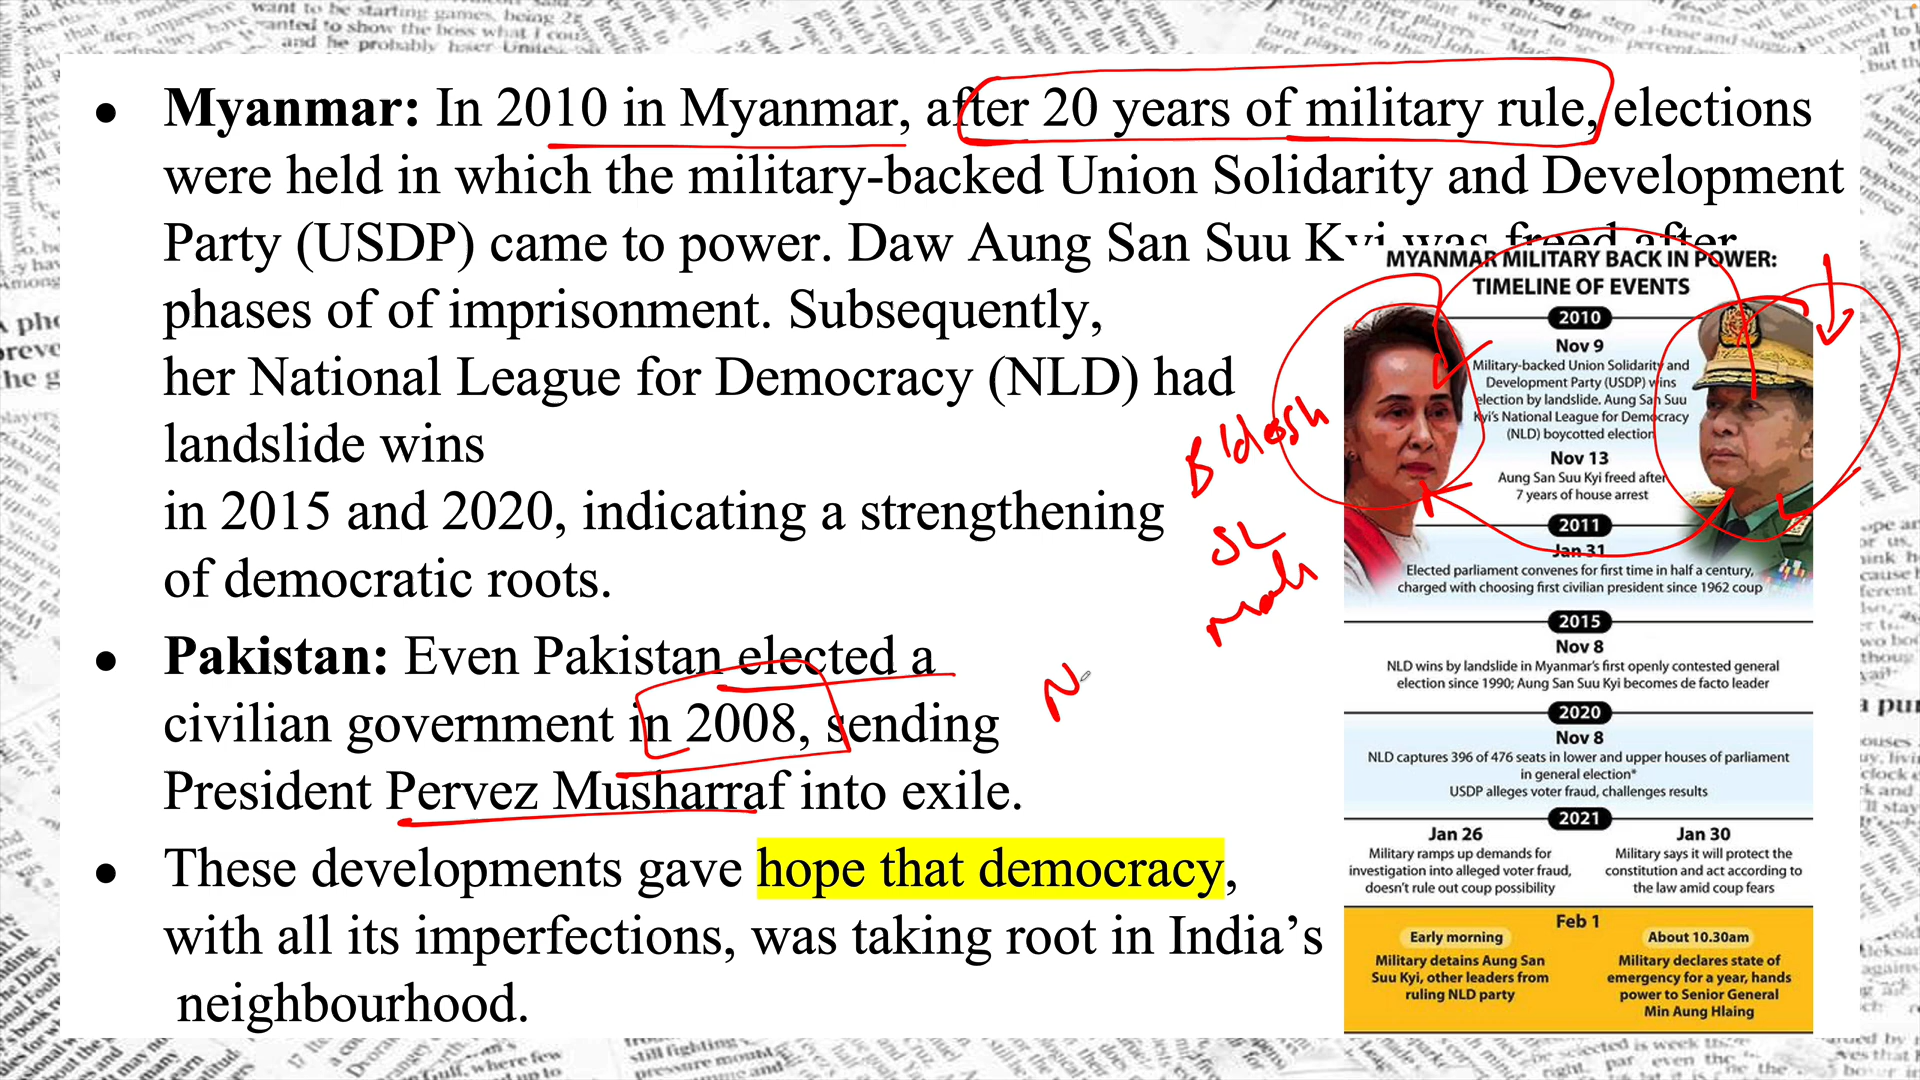 • Myanmar: In 2010 in Myanmar, after 20 years of military rule, elections
were held in which the military-backed Union Solidarity and Development
Party (USDP) came to power. Daw Aung San Suu Kyi was freed after
phases of of imprisonment. Subsequently,
her National League for Democracy (NLD) had
landslide wins
in 2015 and 2020, indicating a strengthening
of democratic roots.
• Pakistan: Even Pakistan elected a
civilian government in 2008, sending
President Pervez Musharraf into exile.
• These developments gave hope that democracy,
with all its imperfections, was taking root in India’s
neighbourhood.
B'desh
SL
N
MYANMAR MILITARY BACK IN POWER:
TIMELINE OF EVENTS
2010
Nov 9
Military-backed Union Solidarity and
Development Party (USDP) wins
election by landslide. Aung San Suu
Kyi’s National League for Democracy
(NLD) boycotted election
Nov 13
Aung San Suu Kyi freed after
7 years of house arrest
2011
Jan 31
Elected parliament convenes for first time in half a century,
charged with choosing first civilian president since 1962 coup
2015
Nov 8
NLD wins by landslide in Myanmar’s first openly contested general
election since 1990; Aung San Suu Kyi becomes de facto leader
2020
Nov 8
NLD captures 396 of 476 seats in lower and upper houses of parliament
in general election*
USDP alleges voter fraud, challenges results
2021
Jan 26
Military ramps up demands for
investigation into alleged voter fraud,
doesn’t rule out coup possibility
Jan 30
Military says it will protect the
constitution and act according to
the law amid coup fears
Feb 1
Early morning
Military detains Aung San
Suu Kyi, other leaders from
ruling NLD party
About 10.30am
Military declares state of
emergency for a year, hands
power to Senior General
Min Aung Hlaing